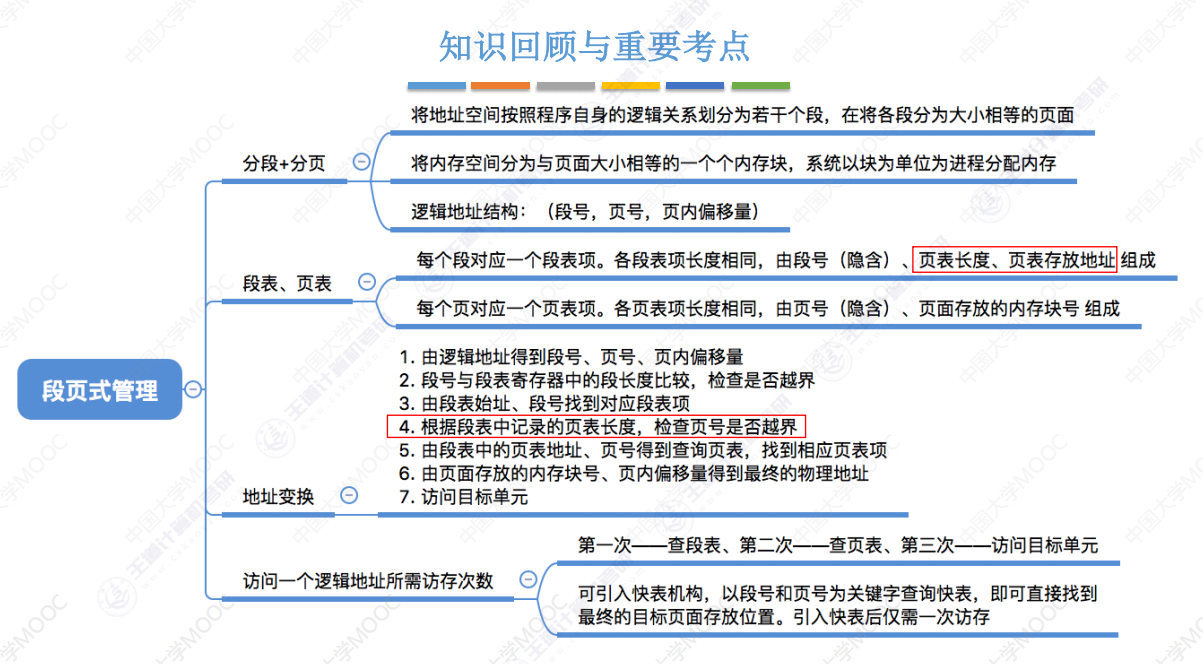 知识回顾与重要考点
将地址空间按照程序自身的逻辑关系划分为若干个段，在将各段分为大小相等的页面
分段+分页
将内存空间分为与页面大小相等的一个个内存块，系统以块为单位为进程分配内存
逻辑地址结构：（段号，页号，页内偏移量）
每个段对应一个段表项。各段表项长度相同，由段号（隐含）、页表长度、页表存放地址 组成
段表、页表
每个页对应一个页表项。各页表项长度相同，由页号（隐含）、页面存放的内存块号 组成
段页式管理
1. 由逻辑地址得到段号、页号、页内偏移量
2. 段号与段表寄存器中的段长度比较，检查是否越界
3. 由段表始址、段号找到对应段表项
4. 根据段表中记录的页表长度，检查页号是否越界
5. 由段表中的页表地址、页号得到查询页表，找到相应页表项
6. 由页面存放的内存块号、页内偏移量得到最终的物理地址
7. 访问目标单元
地址变换
第一次——查段表、第二次——查页表、第三次——访问目标单元
访问一个逻辑地址所需访存次数
可引入快表机构，以段号和页号为关键字查询快表，即可直接找到
最终的目标页面存放位置。引入快表后仅需一次访存
中国大学MOOC
王道计算机考研